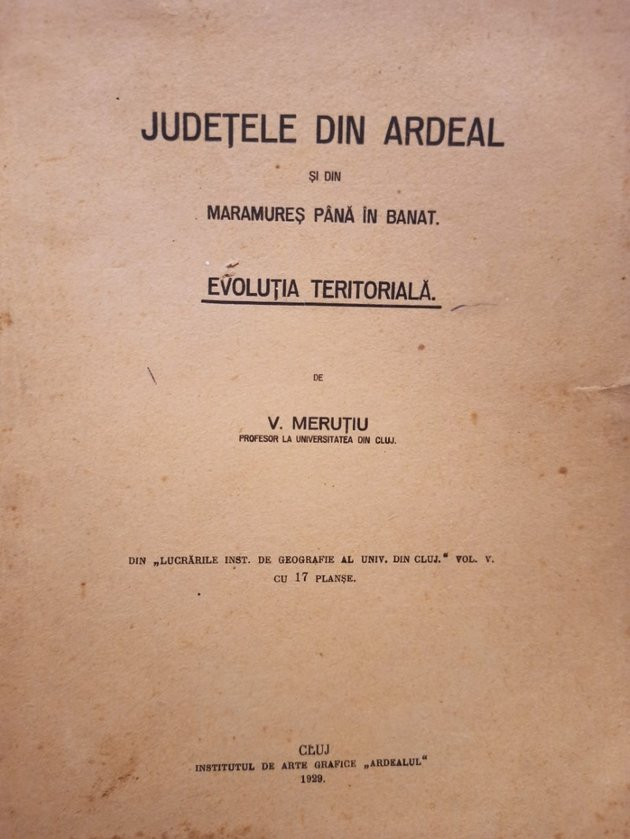 JUDEȚELE DIN ARDEAL
ȘI DIN
MARAMUREȘ PÂNĂ ÎN BANAT.
EVOLUȚIA TERITORIALĂ.
DE
V. MERUȚIU
PROFESOR LA UNIVERSITATEA DIN CLUJ.
DIN „LUCRĂRILE INST. DE GEOGRAFIE AL UNIV. DIN CLUJ.“ VOL. V.
CU 17 PLANȘE.
CLUJ
INSTITUTUL DE ARTE GRAFICE „ARDEALUL“
1929.